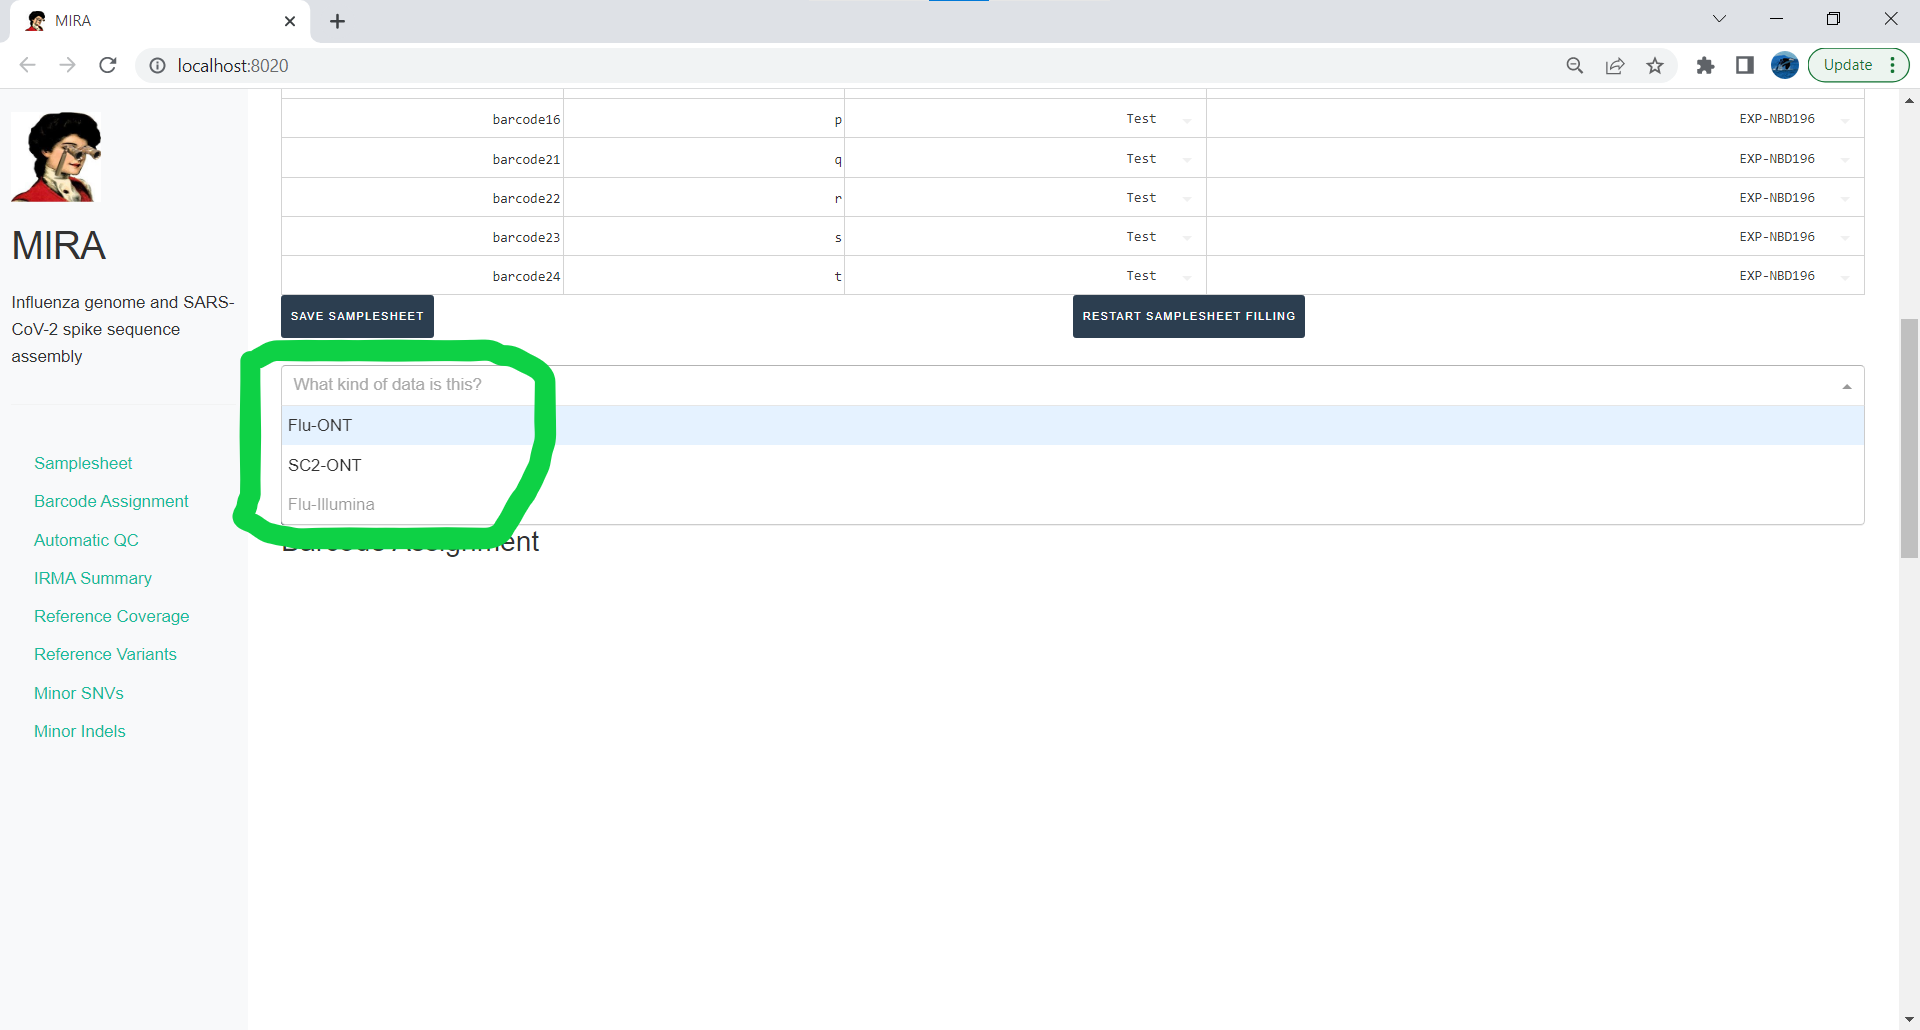 MIRA
localhost:8020
Update
MIRA
Influenza genome and SARS-
CoV-2 spike sequence
assembly
Samplesheet
Barcode Assignment
Automatic QC
IRMA Summary
Reference Coverage
Reference Variants
Minor SNVs
Minor Indels
barcode16 p Test EXP-NBD196
barcode21 q Test EXP-NBD196
barcode22 r Test EXP-NBD196
barcode23 s Test EXP-NBD196
barcode24 t Test EXP-NBD196
SAVE SAMPLESHEET RESTART SAMPLESHEET FILLING
What kind of data is this?
Flu-ONT
SC2-ONT
Flu-Illumina
Barcode Assignment